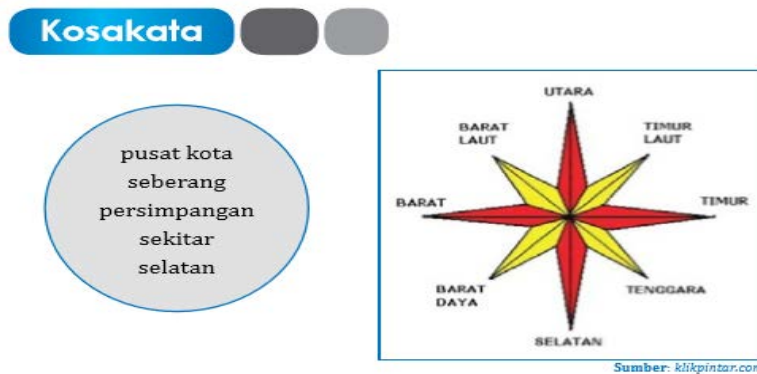 Kosakata
pusat kota
seberang
persimpangan
sekitar
selatan
UTARA
BARAT
LAUT
TIMUR
LAUT
BARAT
TIMUR
BARAT
DAYA
TENGGARA
SELATAN
Sumber: klikpintar.com